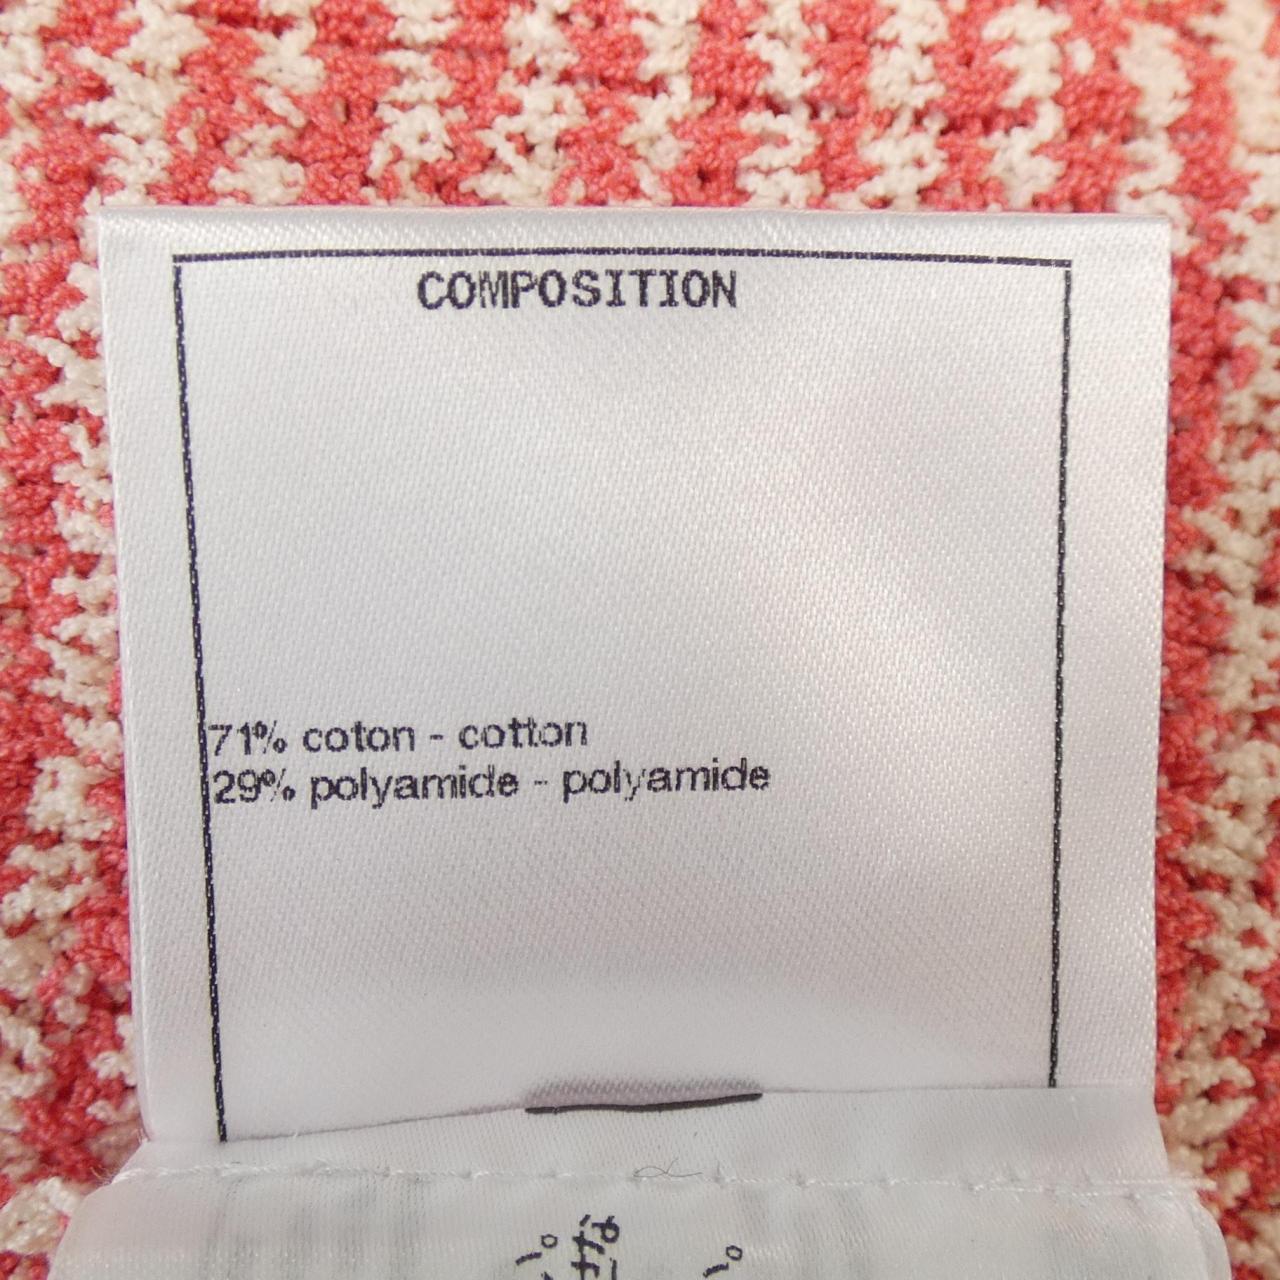 COMPOSITION
71% coton - cotton
29% polyamide - polyamide